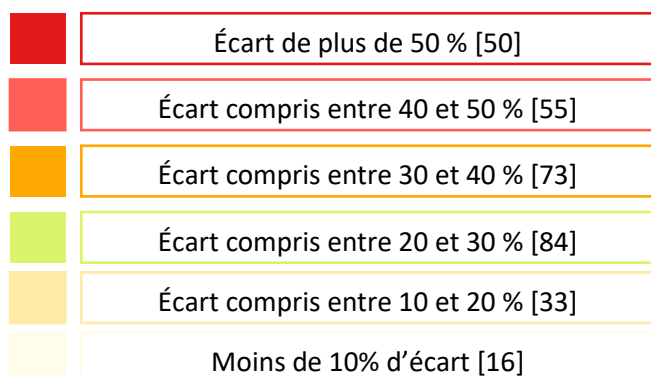 Écart de plus de 50 % [50]
Écart compris entre 40 et 50 % [55]
Écart compris entre 30 et 40 % [73]
Écart compris entre 20 et 30 % [84]
Écart compris entre 10 et 20 % [33]
Moins de 10% d’écart [16]